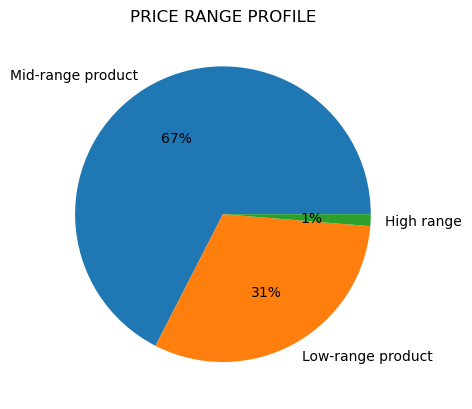 PRICE RANGE PROFILE
Mid-range product
67%
1%
High range
31%
Low-range product